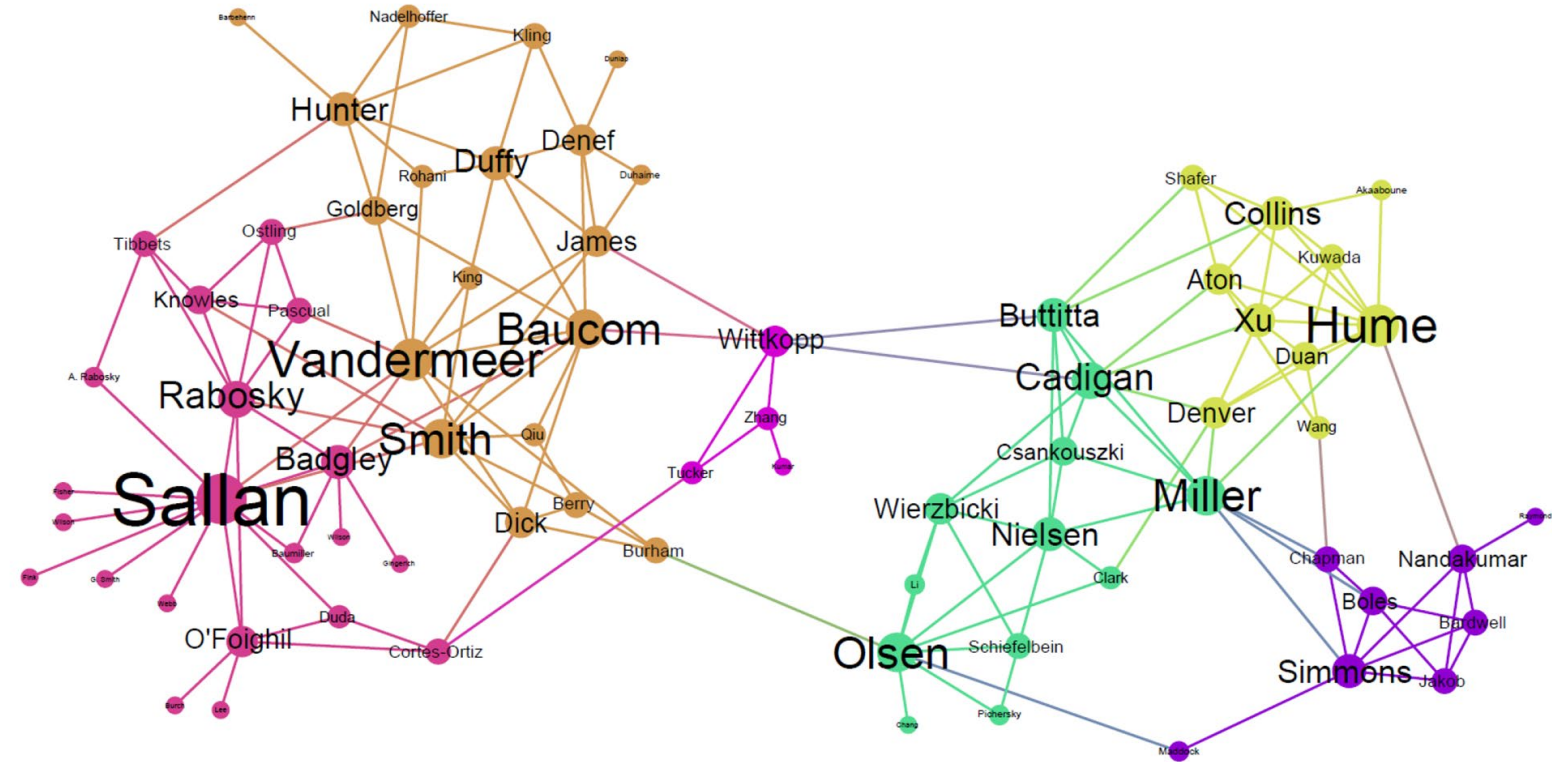 Barbehenn
Nadelhoffer
Kling
Dunlap
Hunter
Denef
Duffy
Rohani
Duhaime
Goldberg
Shafer
Akaaboune
Collins
Tibbets
Ostling
James
Kuwada
King
Aton
Knowles
Pascual
Buttitta
Xu
Hume
Baucom
Wittkopp
Vandermeer
Duan
A. Rabosky
Cadigan
Rabosky
Denver
Zhang
Wang
Smith
Qiu
Badgley
Csankouszki
Tucker
Kumar
Fisher
Sallan
Miller
Berry
Wierzbicki
Raymond
Wilson
Dick
Nielsen
Wilson
Baumiller
Burham
Gingerich
Chapman
Nandakumar
Fink
G. Smith
Clark
Li
Webb
Boles
Duda
Bardwell
O'Foighil
Cortes-Ortiz
Olsen
Schiefelbein
Simmons
Jakob
Burch
Lee
Pichersky
Chang
Maddock